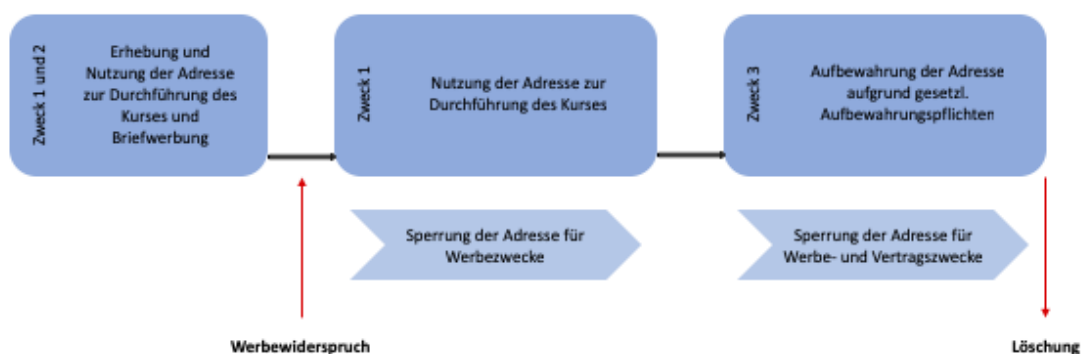 Zweck 1 und 2
Erhebung und
Nutzung der Adresse
zur Durchführung des
Kurses und
Briefwerbung
Zweck 1
Nutzung der Adresse zur
Durchführung des Kurses
Zweck 3
Aufbewahrung der Adresse
aufgrund gesetzl.
Aufbewahrungspflichten
Sperrung der Adresse für
Werbezwecke
Sperrung der Adresse für
Werbe- und Vertragszwecke
Werbewiderspruch
Löschung